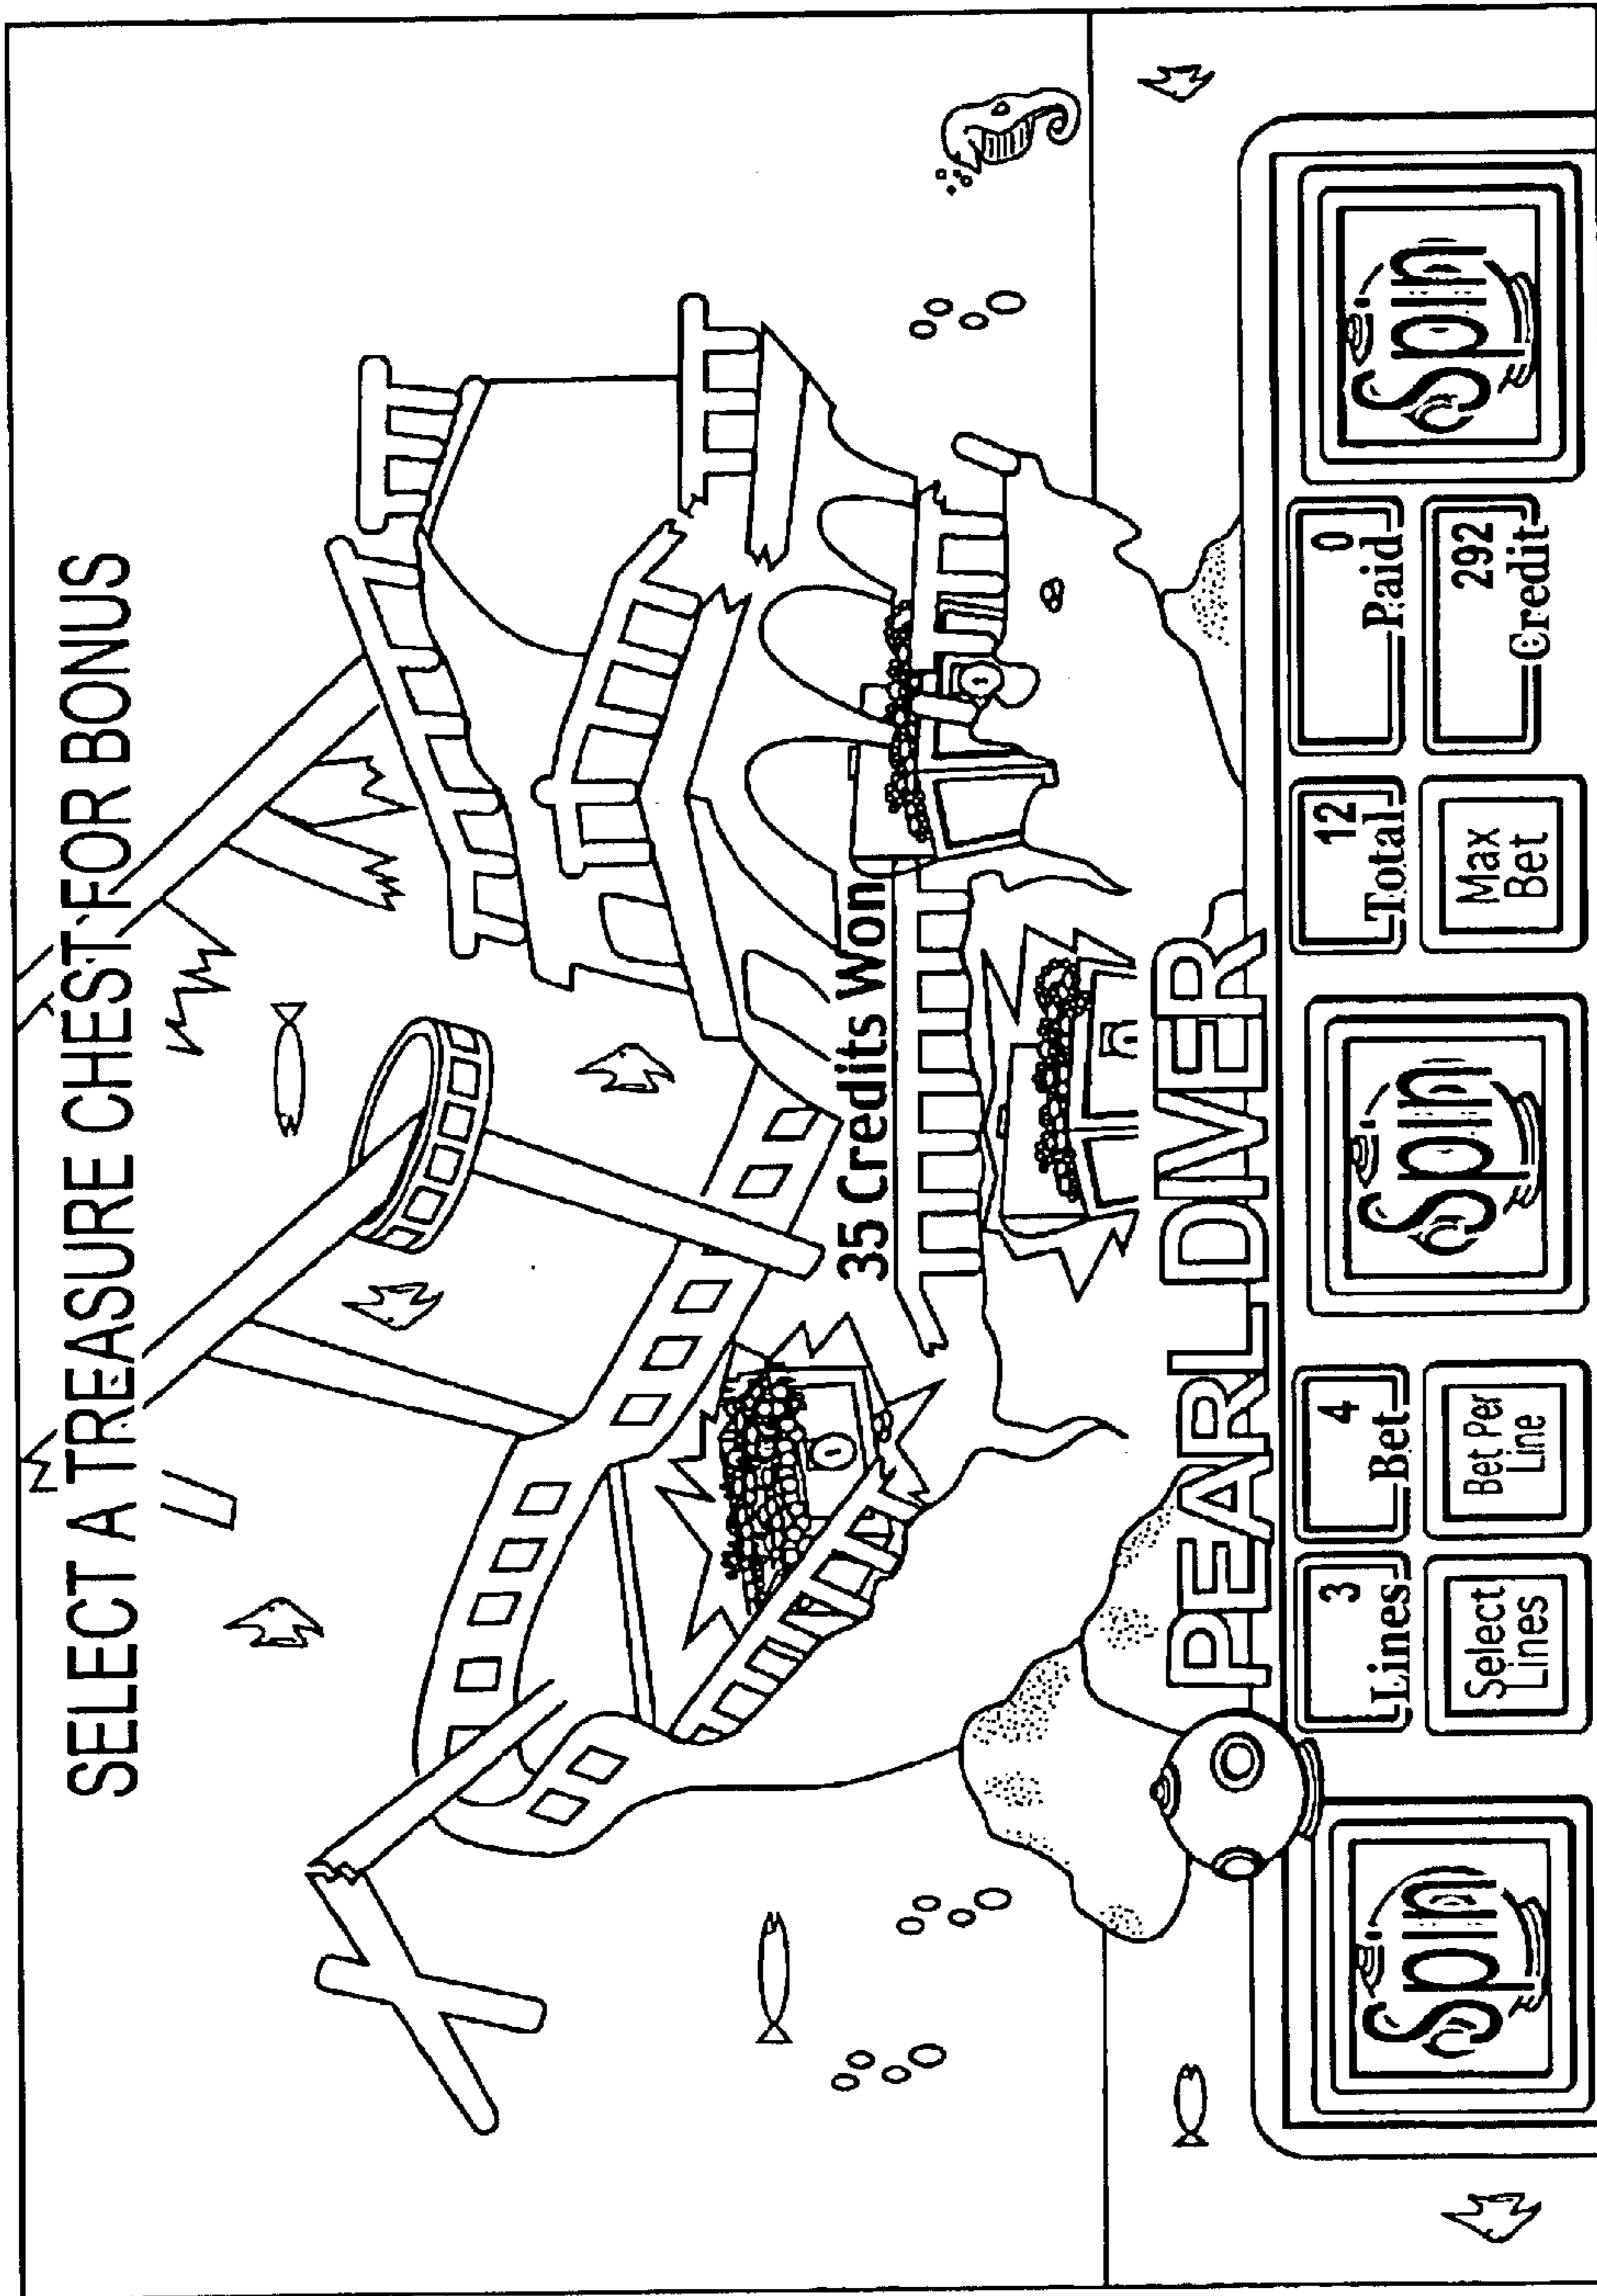 SELECT A TREASURE CHEST FOR BONUS
35 Credits Won
PEARL DIVER
Spin
3
Lines
4
Bet
Spin
12
Total
0
Paid
Spin
Select
Lines
Bet Per
Line
Max
Bet
292
Credit